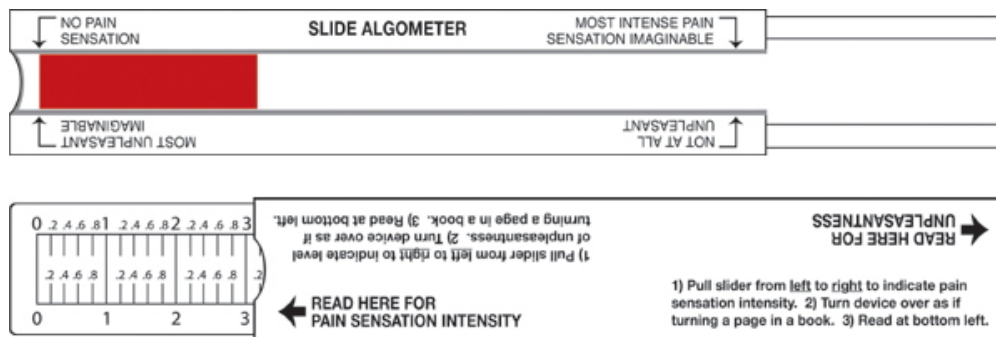 NO PAIN
SENSATION
SLIDE ALGOMETER
MOST INTENSE PAIN
SENSATION IMAGINABLE
MOST UNPLEASANT
IMAGINABLE
NOT AT ALL
UNPLEASANT
0 .2 .4 .6 .8 1 .2 .4 .6 .8 2 .2 .4 .6 .8 3
.2 .4 .6 .8 .2 .4 .6 .8 .2 .4 .6 .8 .2
0 1 2 3
1) Pull slider from left to right to indicate level
of unpleasantness. 2) Turn device over as if
turning a page in a book. 3) Read at bottom left.
READ HERE FOR
PAIN SENSATION INTENSITY
READ HERE FOR
UNPLEASANTNESS
1) Pull slider from left to right to indicate pain
sensation intensity. 2) Turn device over as if
turning a page in a book. 3) Read at bottom left.